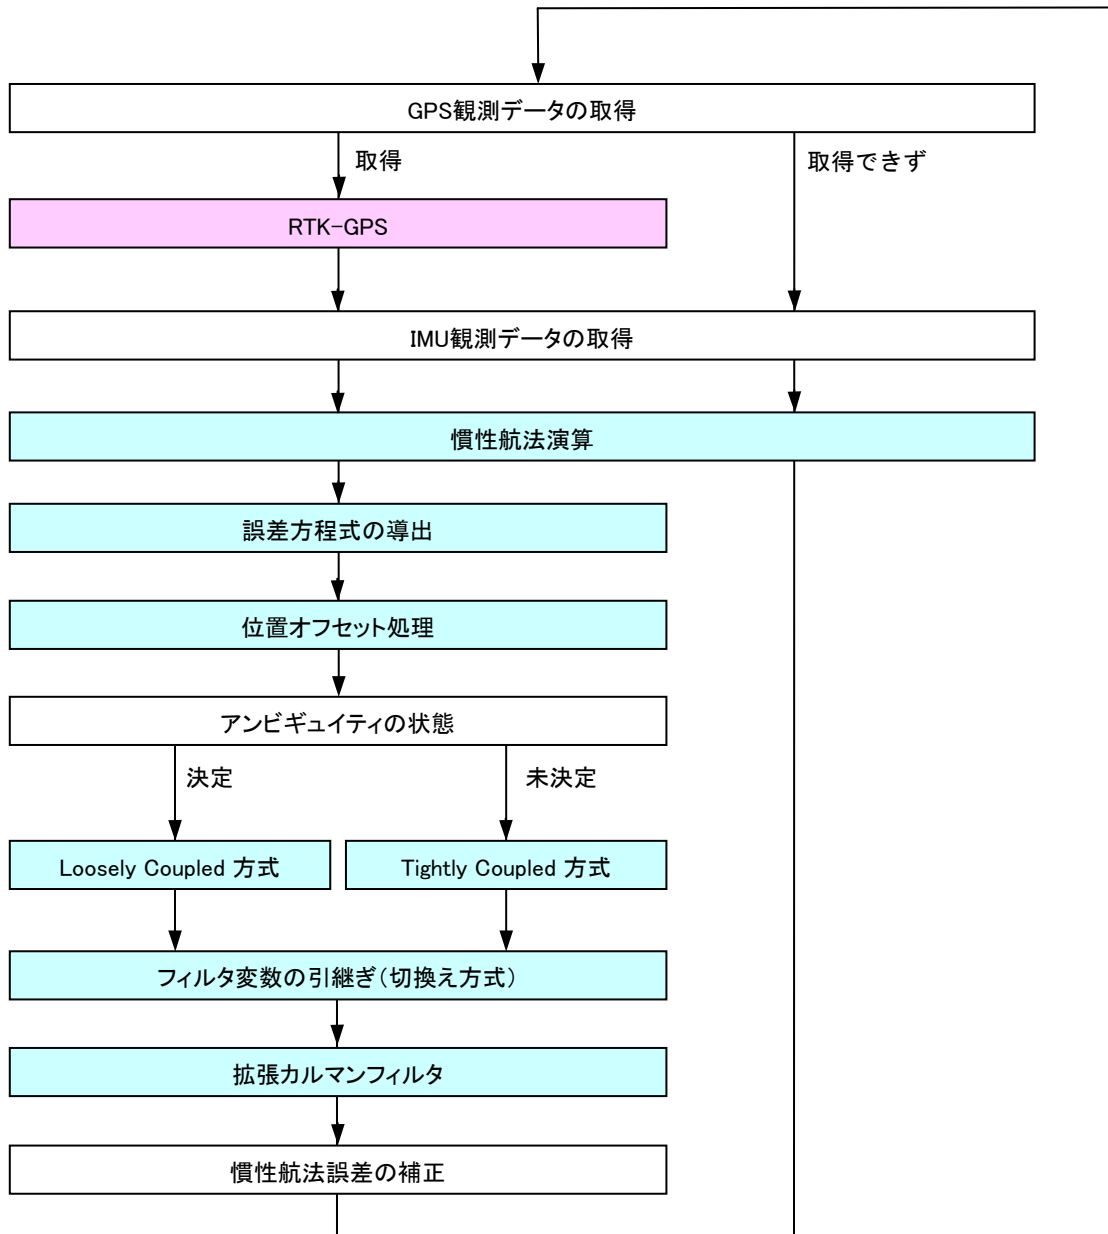 GPS観測データの取得
取得
取得できず
RTK-GPS
IMU観測データの取得
慣性航法演算
誤差方程式の導出
位置オフセット処理
アンビギュイティの状態
決定
未決定
Loosely Coupled 方式
Tightly Coupled 方式
フィルタ変数の引継ぎ(切換え方式)
拡張カルマンフィルタ
慣性航法誤差の補正